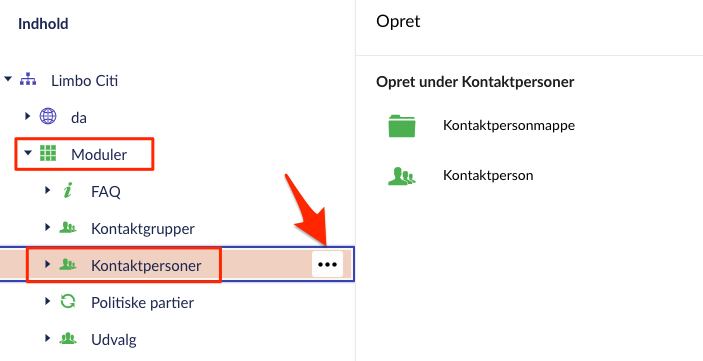 Indhold
Limbo Citi
da
Moduler
FAQ
Kontaktgrupper
Kontaktpersoner
Politiske partier
Udvalg
Opret
Opret under Kontaktpersoner
Kontaktpersonmappe
Kontaktperson